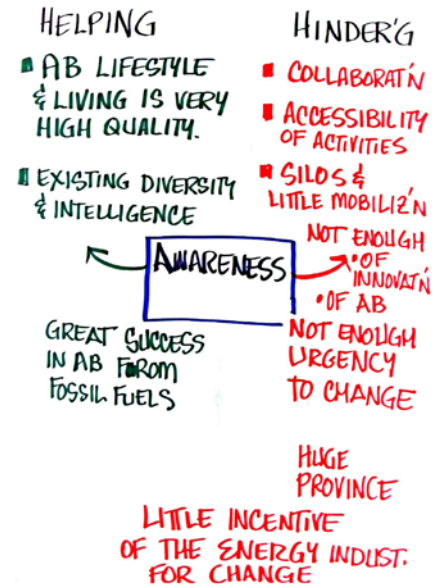 HELPING
AB LIFESTYLE
& LIVING IS VERY
HIGH QUALITY.
EXISTING DIVERSITY
& INTELLIGENCE
HINDER'G
COLLABORAT'N
ACCESSIBILITY
OF ACTIVITIES
SILOS &
LITTLE MOBILIZ'N
AWARENESS
NOT ENOUGH
• OF
INNOVAT'N
• OF AB
GREAT SUCCESS
IN AB FROM
FOSSIL FUELS
NOT ENOUGH
URGENCY
TO CHANGE
HUGE
PROVINCE
LITTLE INCENTIVE
OF THE ENERGY INDUST.
FOR CHANGE